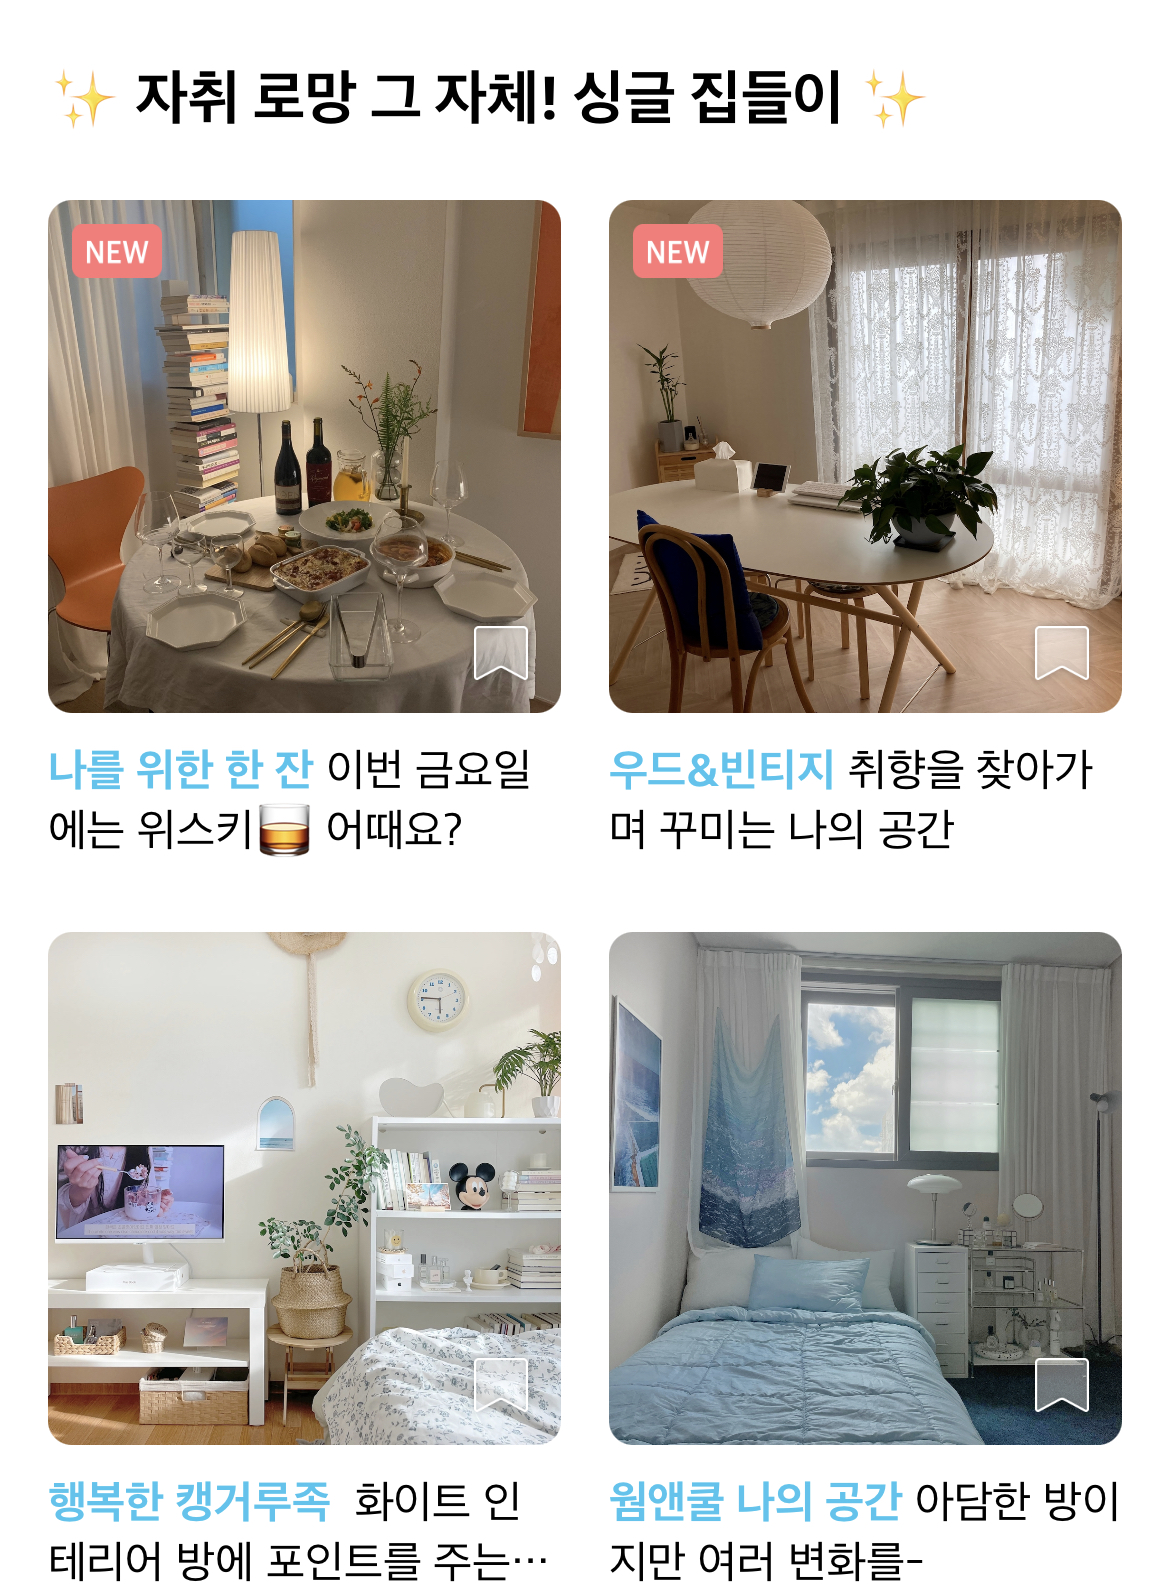 ✨ 자취 로망 그 자체! 싱글 집들이 ✨
NEW
NEW
나를 위한 한 잔 이번 금요일
에는 위스키🥃 어때요?
우드&빈티지 취향을 찾아가
며 꾸미는 나의 공간
행복한 캥거루족 화이트 인
테리어 방에 포인트를 주는…
웜앤쿨 나의 공간 아담한 방이
지만 여러 변화를-